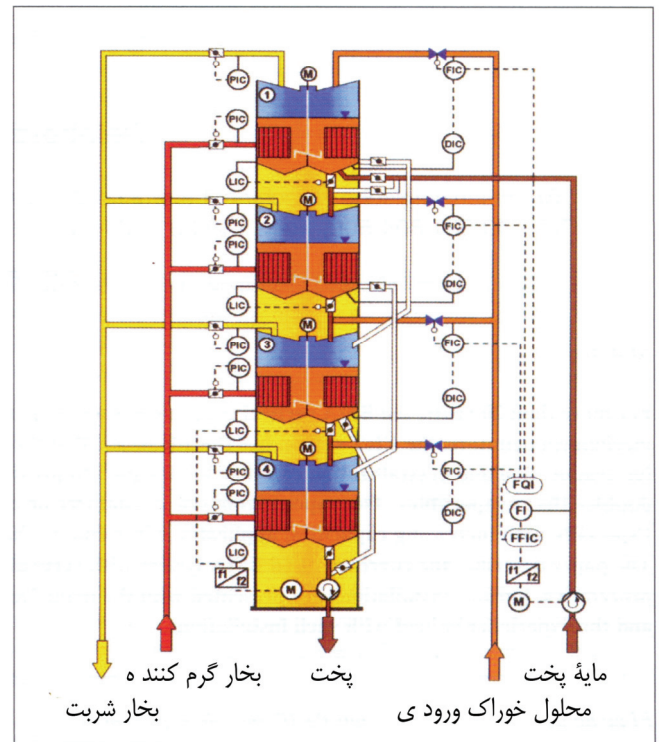 M
PIC
FIC
1
PIC
DIC
LIC
M
PIC
2
FIC
PIC
DIC
LIC
M
3
PIC
FIC
PIC
DIC
LIC
M
4
PIC
FIC
FQI
PIC
DIC
FI
FFIC
LIC
f1 f2
f1 f2
M
M
مایهٔ پخت
پخت
بخار گرم کنند ه
محلول خوراک ورود ی
بخار شربت